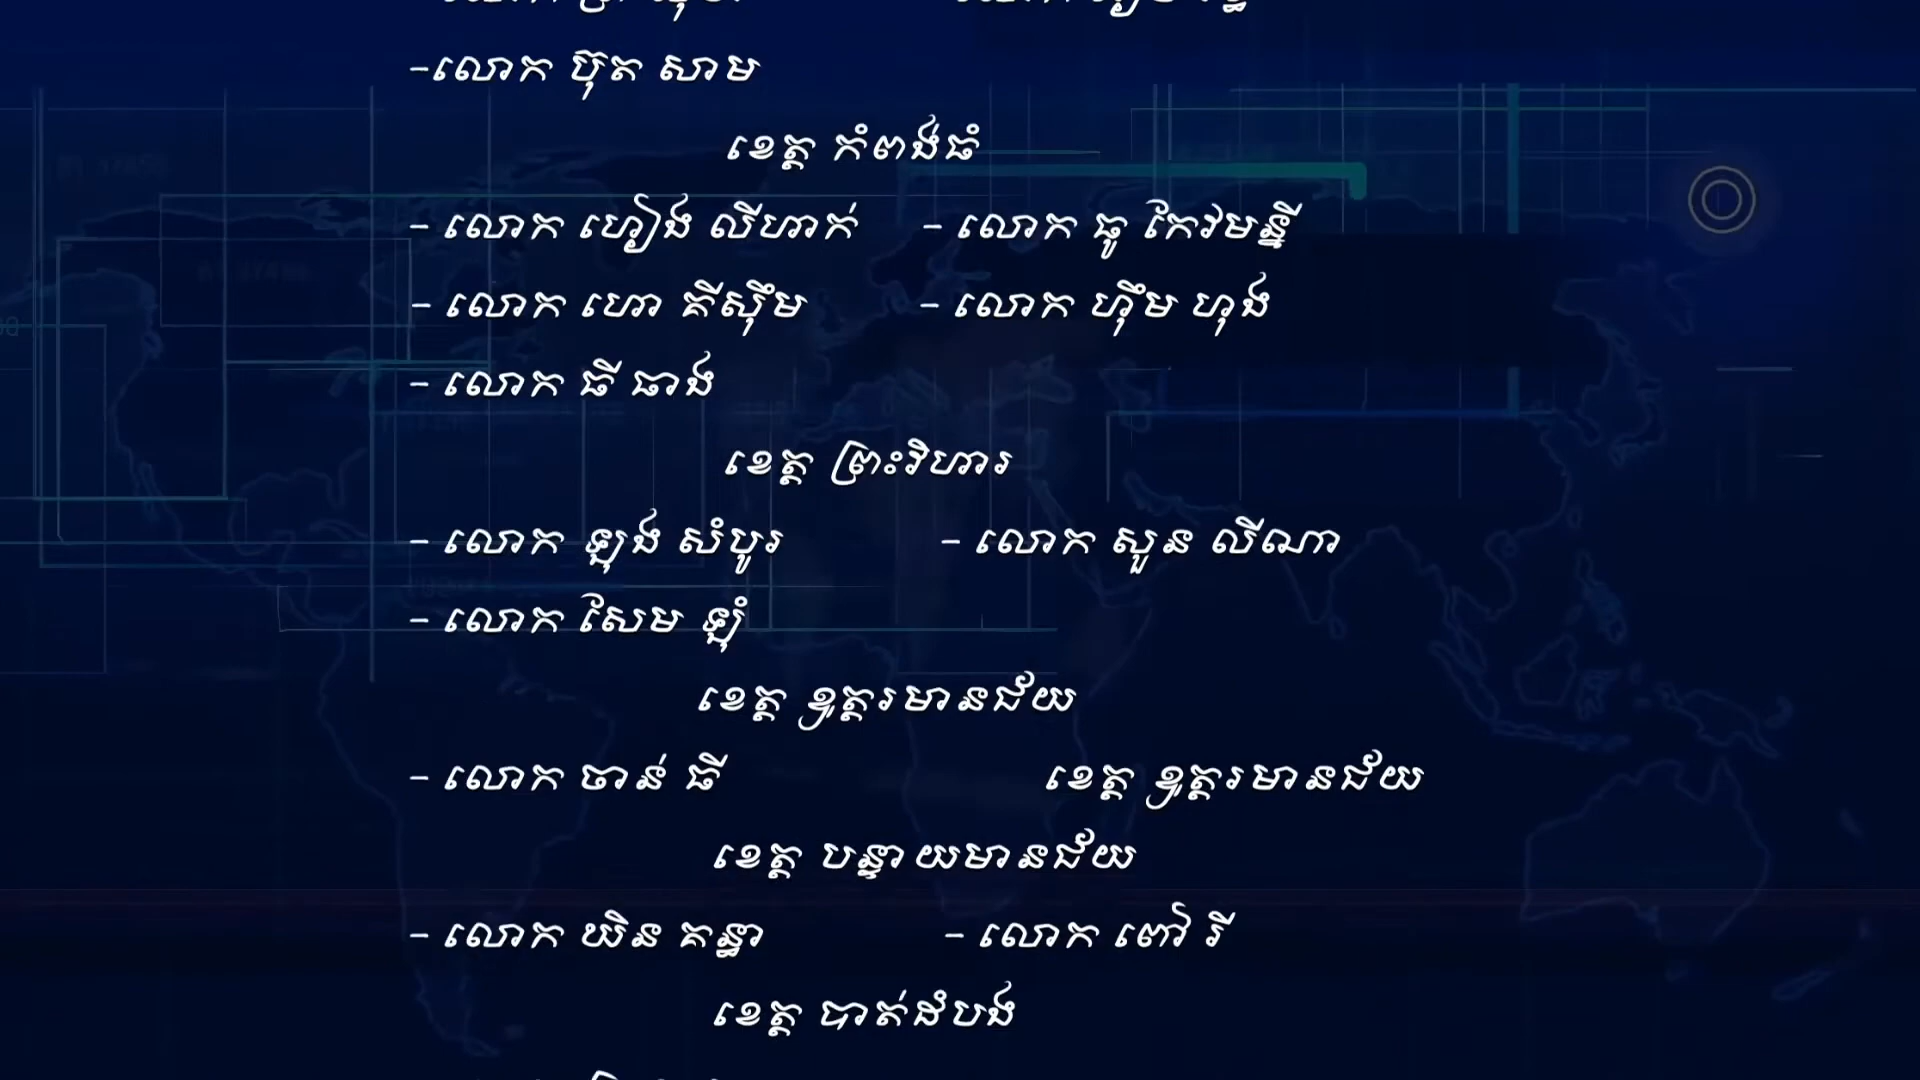 -លោក ប៊ុត សាម
ខេត្ត កំពង់ធំ
- លោក ហៀង លីហាក់ - លោក ធូ កែវមន្នី
- លោក ហោ គីស៊ឹម - លោក ហ៊ឹម ហុង
- លោក ធី ធាង
ខេត្ត ព្រះវិហារ
- លោក ឡុង សំបូរ - លោក សួន លីណា
- លោក សែម ឡុំ
ខេត្ត ឧត្តរមានជ័យ
- លោក ចាន់ ធី ខេត្ត ឧត្តរមានជ័យ
ខេត្ត បន្ទាយមានជ័យ
- លោក ឃិន គន្ធា - លោក ពៅ រី
ខេត្ត បាត់ដំបង